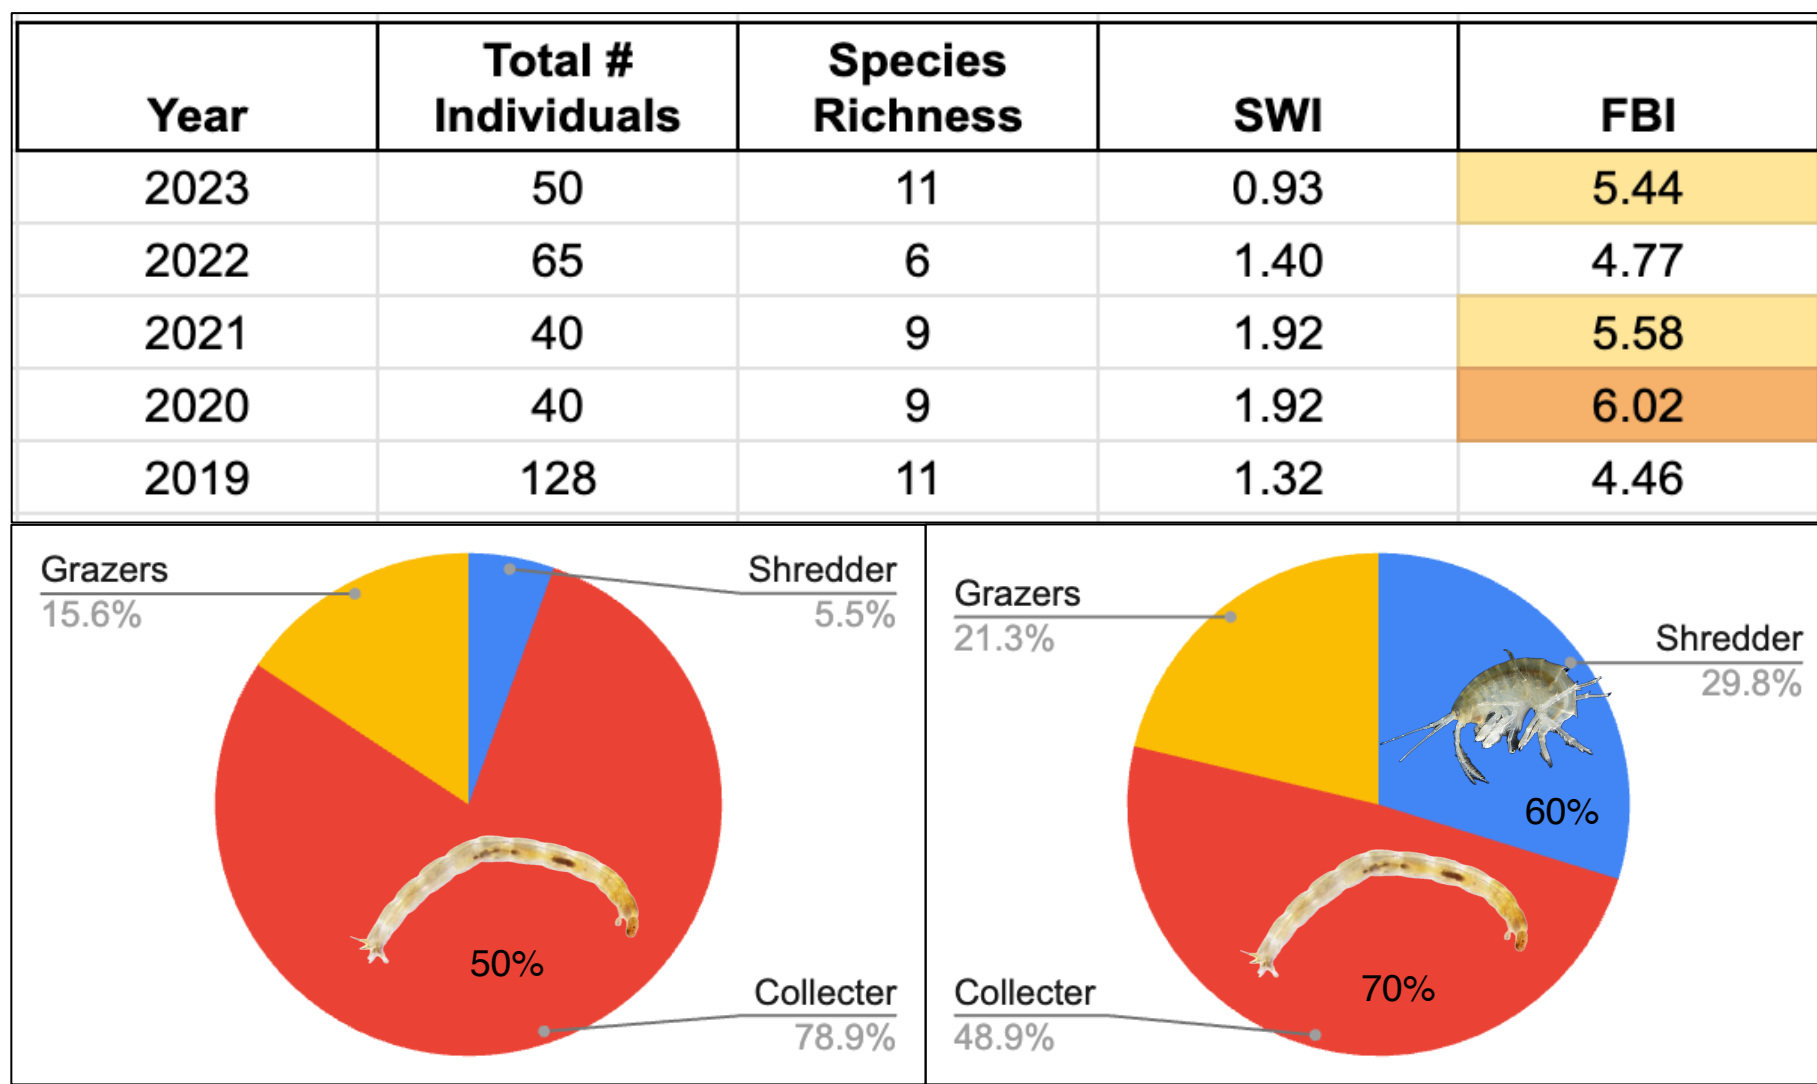 Year Total # Individuals Species Richness SWI FBI
2023 50 11 0.93 5.44
2022 65 6 1.40 4.77
2021 40 9 1.92 5.58
2020 40 9 1.92 6.02
2019 128 11 1.32 4.46
Grazers
15.6%
Shredder
5.5%
50%
Collecter
78.9%
Grazers
21.3%
Shredder
29.8%
60%
70%
Collecter
48.9%